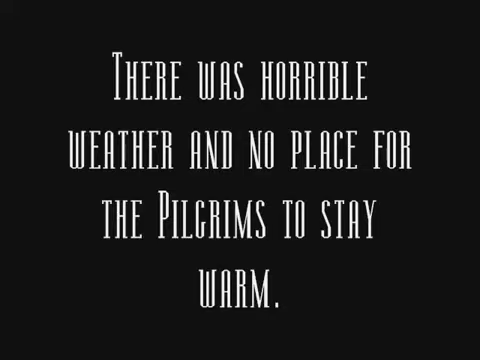 There was horrible
weather and no place for
the Pilgrims to stay
warm.